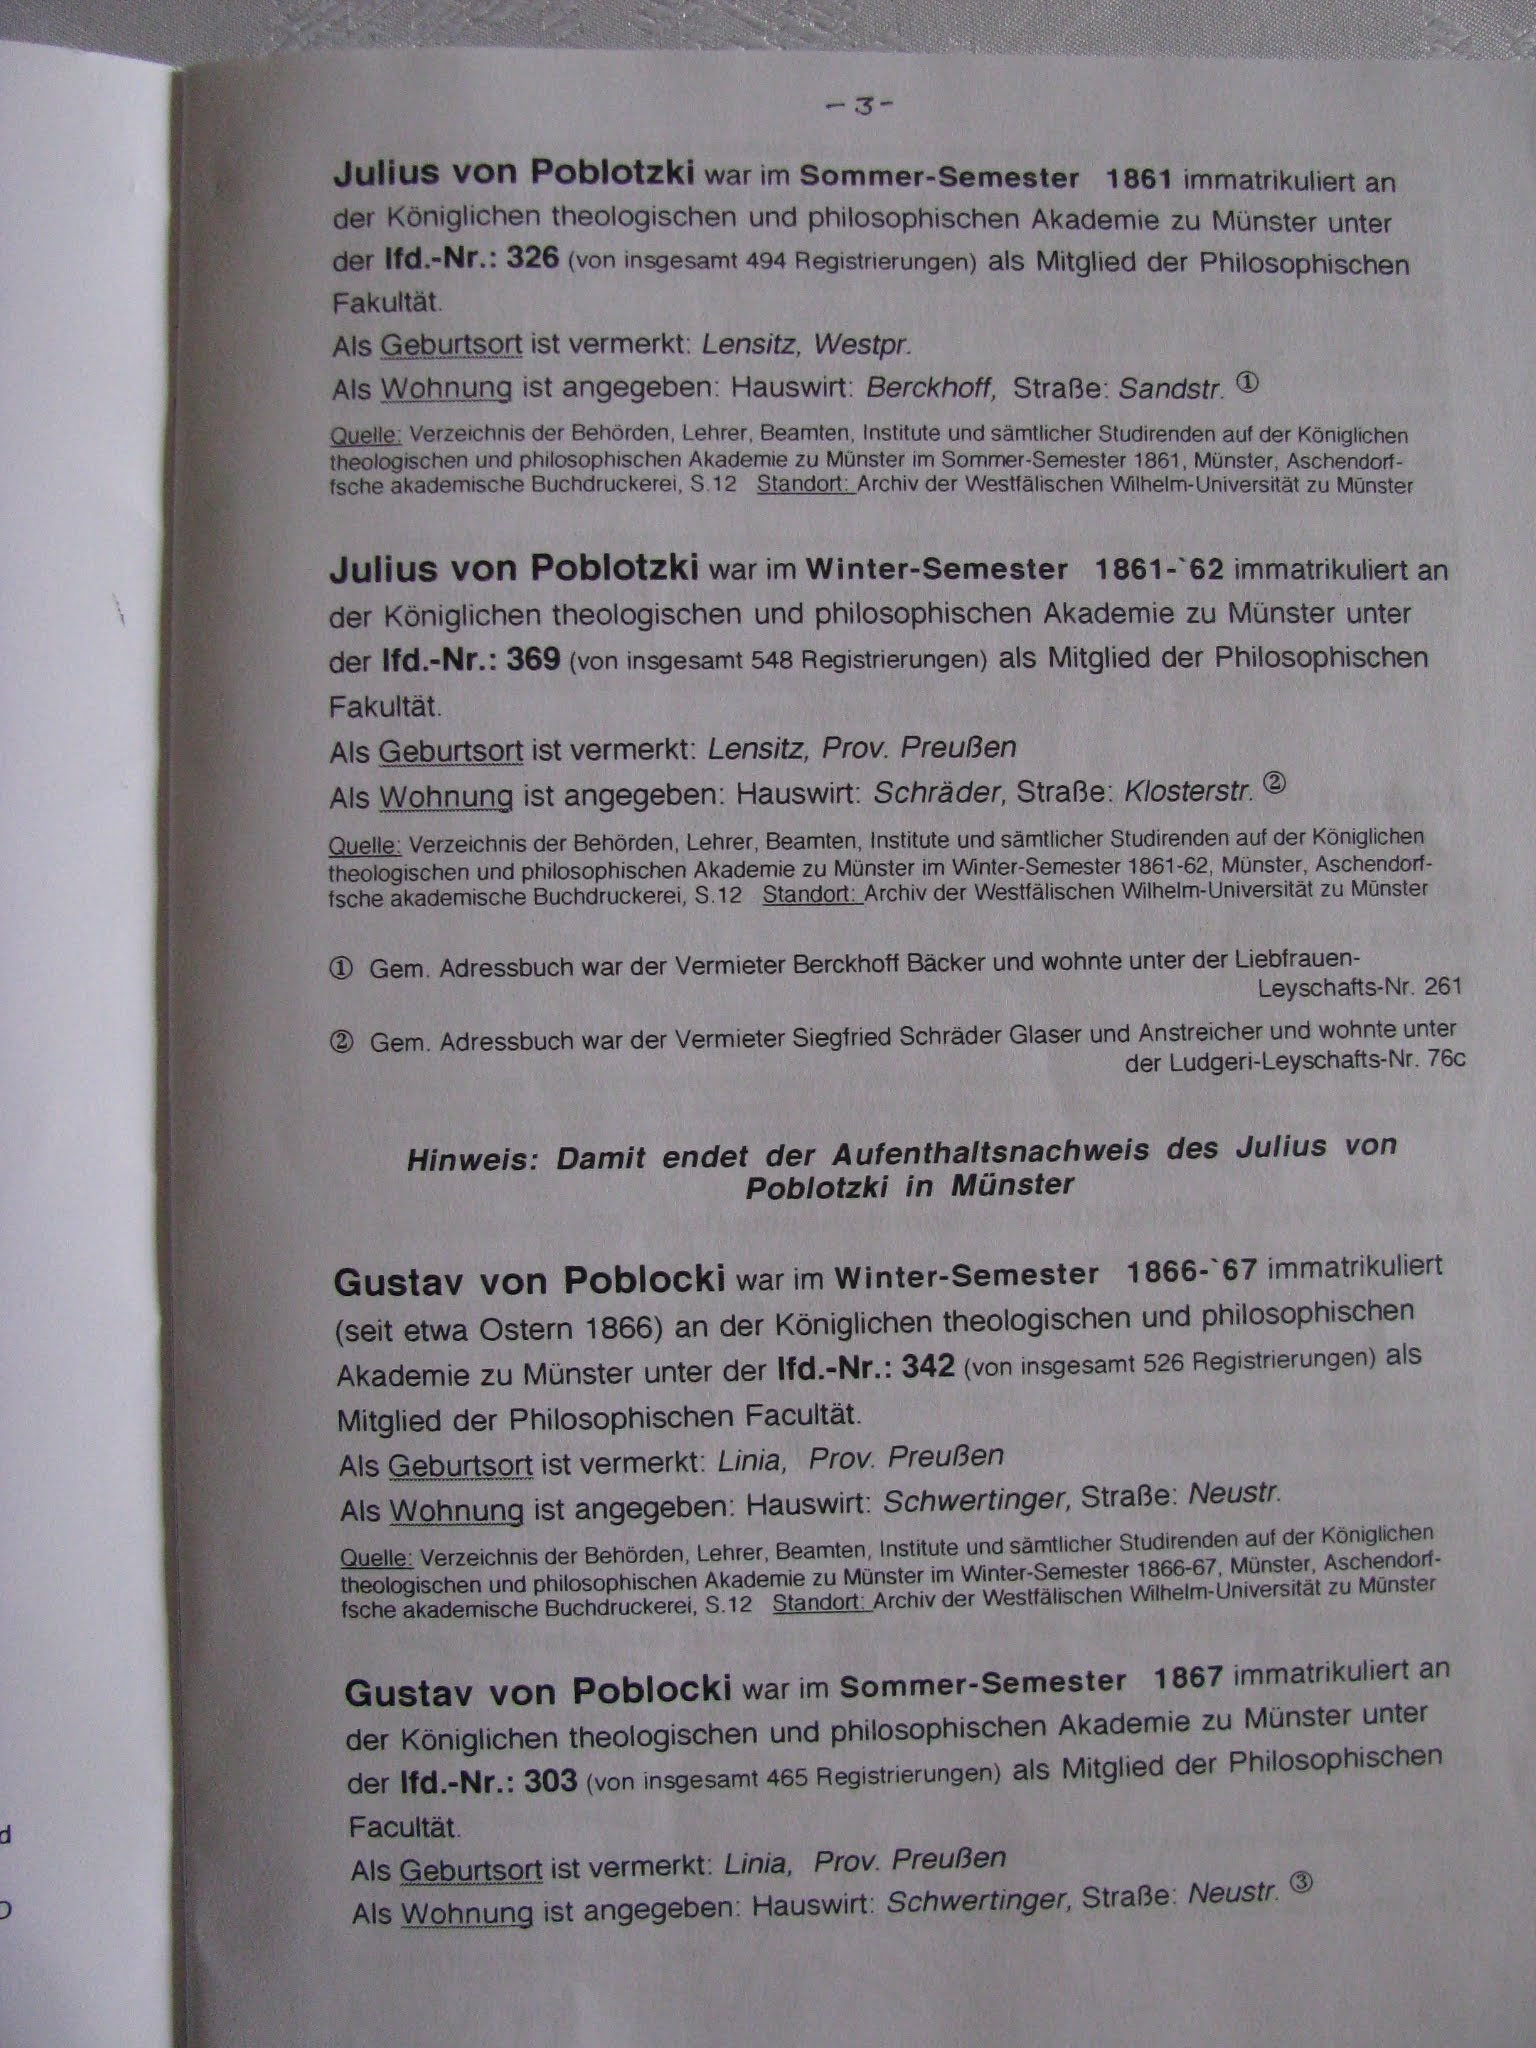 -3-
Julius von Poblotzki war im Sommer-Semester 1861 immatrikuliert an
der Königlichen theologischen und philosophischen Akademie zu Münster unter
der lfd.-Nr.: 326 (von insgesamt 494 Registrierungen) als Mitglied der Philosophischen
Fakultät.
Als Geburtsort ist vermerkt: Lensitz, Westpr.
Als Wohnung ist angegeben: Hauswirt: Berckhoff, Straße: Sandstr. ①
Quelle: Verzeichnis der Behörden, Lehrer, Beamten, Institute und sämtlicher Studirenden auf der Königlichen
theologischen und philosophischen Akademie zu Münster im Sommer-Semester 1861, Münster, Aschendorf-
fsche akademische Buchdruckerei, S.12 Standort: Archiv der Westfälischen Wilhelm-Universität zu Münster
Julius von Poblotzki war im Winter-Semester 1861-`62 immatrikuliert an
der Königlichen theologischen und philosophischen Akademie zu Münster unter
der lfd.-Nr.: 369 (von insgesamt 548 Registrierungen) als Mitglied der Philosophischen
Fakultät.
Als Geburtsort ist vermerkt: Lensitz, Prov. Preußen
Als Wohnung ist angegeben: Hauswirt: Schräder, Straße: Klosterstr. ②
Quelle: Verzeichnis der Behörden, Lehrer, Beamten, Institute und sämtlicher Studirenden auf der Königlichen
theologischen und philosophischen Akademie zu Münster im Winter-Semester 1861-62, Münster, Aschendorf-
fsche akademische Buchdruckerei, S.12 Standort: Archiv der Westfälischen Wilhelm-Universität zu Münster
① Gem. Adressbuch war der Vermieter Berckhoff Bäcker und wohnte unter der Liebfrauen-
Leyschafts-Nr. 261
② Gem. Adressbuch war der Vermieter Siegfried Schräder Glaser und Anstreicher und wohnte unter
der Ludgeri-Leyschafts-Nr. 76c
Hinweis: Damit endet der Aufenthaltsnachweis des Julius von
Poblotzki in Münster
Gustav von Poblocki war im Winter-Semester 1866-`67 immatrikuliert
(seit etwa Ostern 1866) an der Königlichen theologischen und philosophischen
Akademie zu Münster unter der lfd.-Nr.: 342 (von insgesamt 526 Registrierungen) als
Mitglied der Philosophischen Facultät.
Als Geburtsort ist vermerkt: Linia, Prov. Preußen
Als Wohnung ist angegeben: Hauswirt: Schwertinger, Straße: Neustr.
Quelle: Verzeichnis der Behörden, Lehrer, Beamten, Institute und sämtlicher Studirenden auf der Königlichen
theologischen und philosophischen Akademie zu Münster im Winter-Semester 1866-67, Münster, Aschendorf-
fsche akademische Buchdruckerei, S.12 Standort: Archiv der Westfälischen Wilhelm-Universität zu Münster
Gustav von Poblocki war im Sommer-Semester 1867 immatrikuliert an
der Königlichen theologischen und philosophischen Akademie zu Münster unter
der lfd.-Nr.: 303 (von insgesamt 465 Registrierungen) als Mitglied der Philosophischen
Facultät.
Als Geburtsort ist vermerkt: Linia, Prov. Preußen
Als Wohnung ist angegeben: Hauswirt: Schwertinger, Straße: Neustr. ③